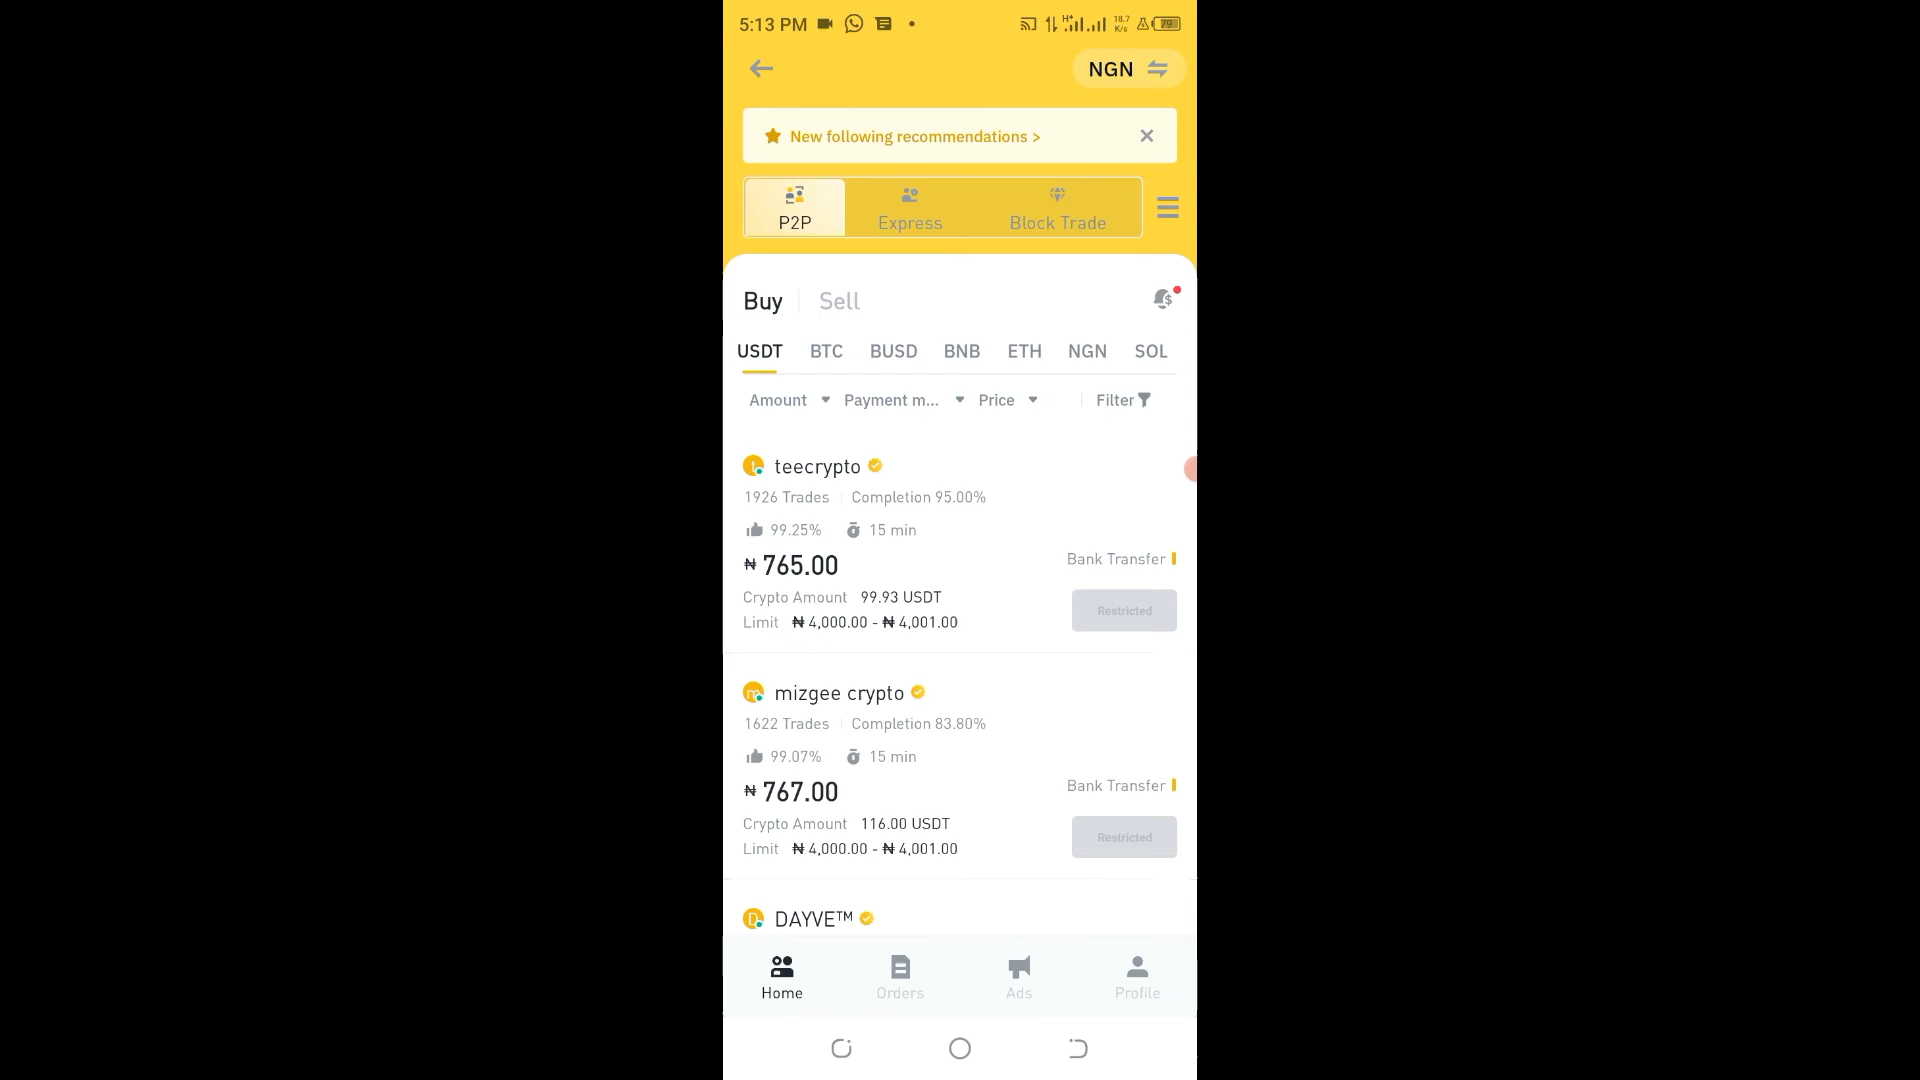 5:13 PM
H+ 18.7 K/s 79
NGN
New following recommendations >
P2P Express Block Trade
Buy Sell
USDT BTC BUSD BNB ETH NGN SOL
Amount Payment m... Price Filter
t teecrypto
1926 Trades Completion 95.00%
99.25% 15 min
₦ 765.00 Bank Transfer
Crypto Amount 99.93 USDT
Restricted
Limit ₦ 4,000.00 - ₦ 4,001.00
m mizgee crypto
1622 Trades Completion 83.80%
99.07% 15 min
₦ 767.00 Bank Transfer
Crypto Amount 116.00 USDT
Restricted
Limit ₦ 4,000.00 - ₦ 4,001.00
D DAYVE™
Home Orders Ads Profile